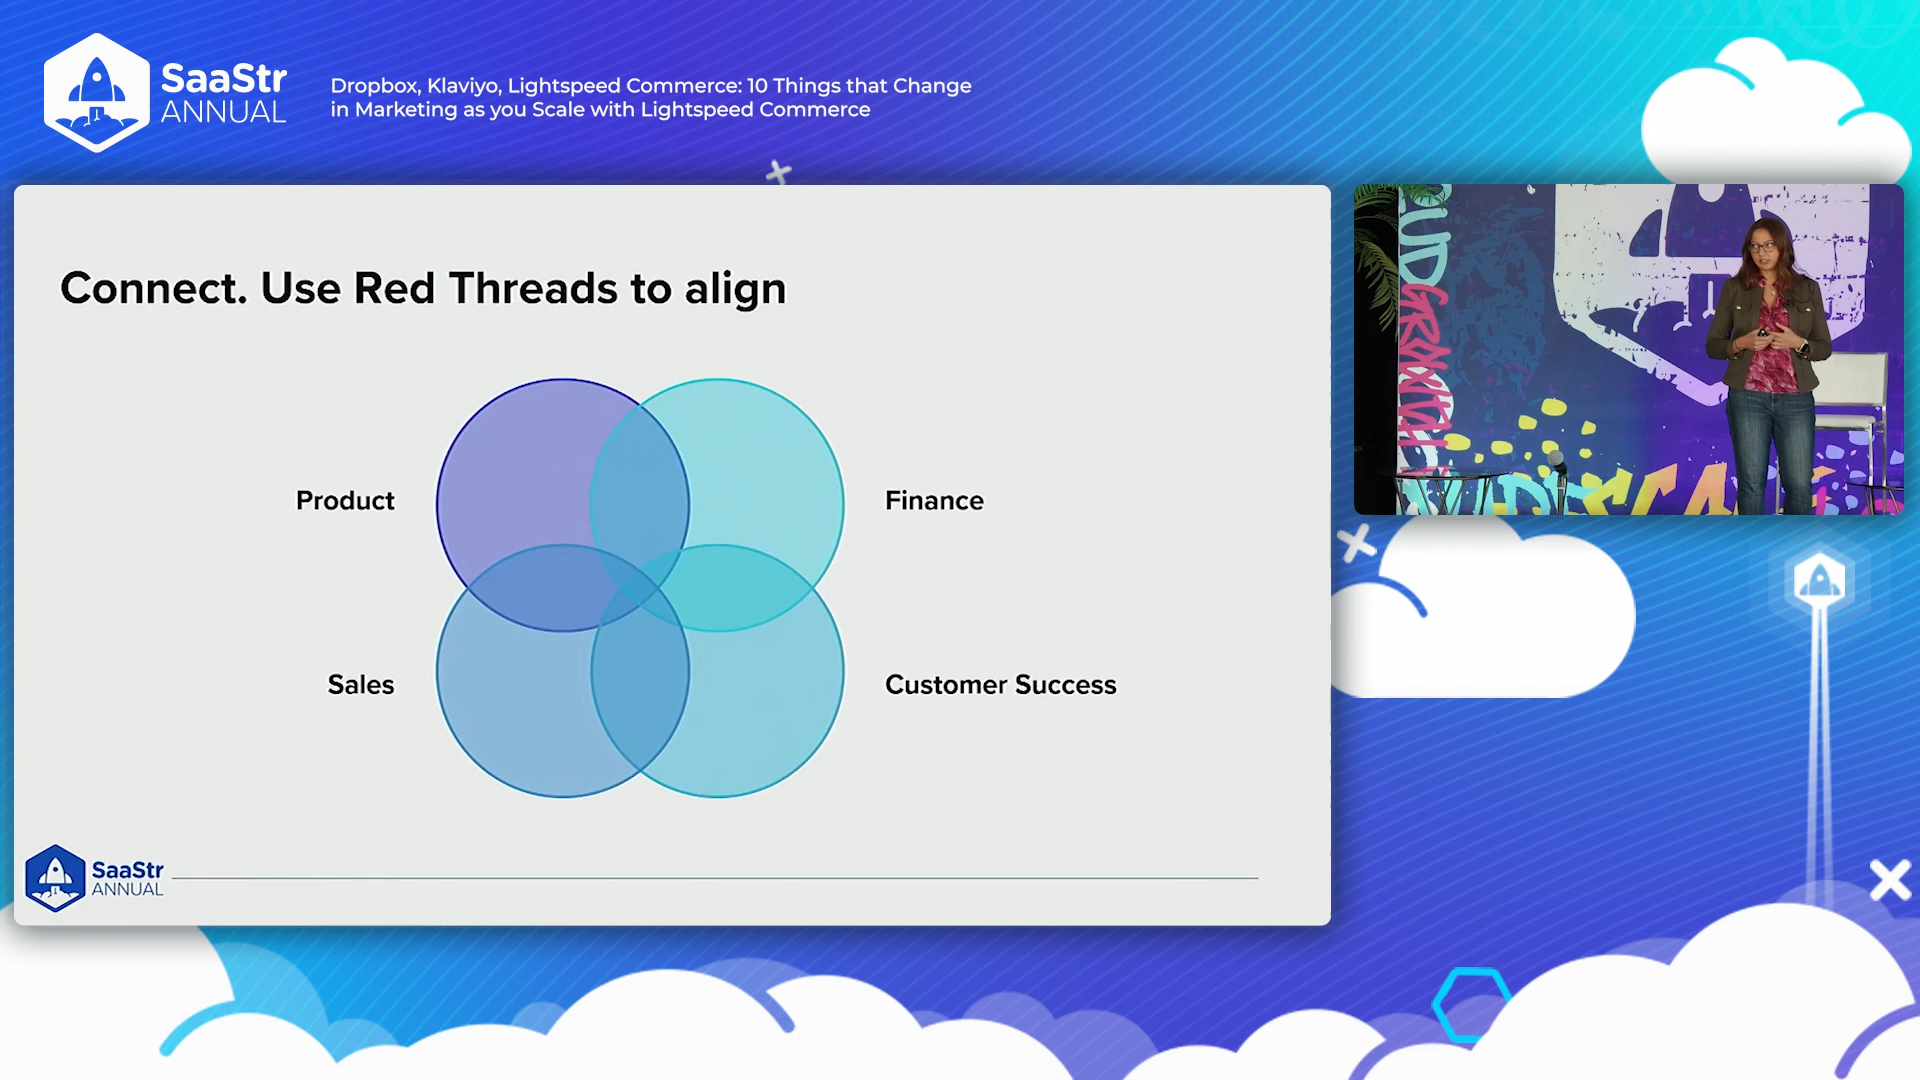 SaaStr
ANNUAL
Dropbox, Klaviyo, Lightspeed Commerce: 10 Things that Change
in Marketing as you Scale with Lightspeed Commerce
Connect. Use Red Threads to align
Product
Finance
Sales
Customer Success
SaaStr
ANNUAL